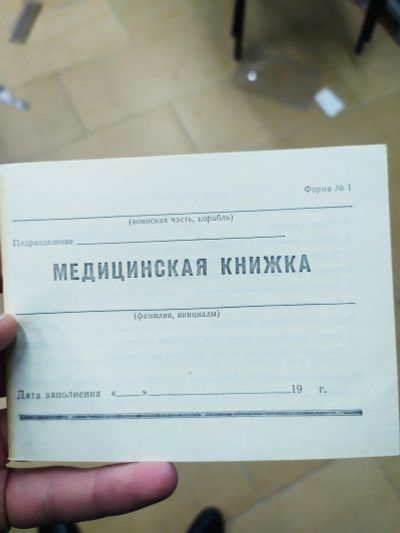 Форма № 1
(воинская часть, корабль)
Подразделение
МЕДИЦИНСКАЯ КНИЖКА
(фамилия, инициалы)
Дата заполнения «___» 19 г.